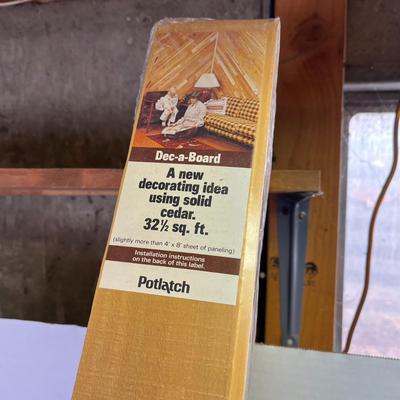 Dec-a-Board
A new
decorating idea
using solid
cedar.
32½ sq. ft.
(slightly more than 4' x 8' sheet of paneling)
Installation instructions
on the back of this label.
Potlatch